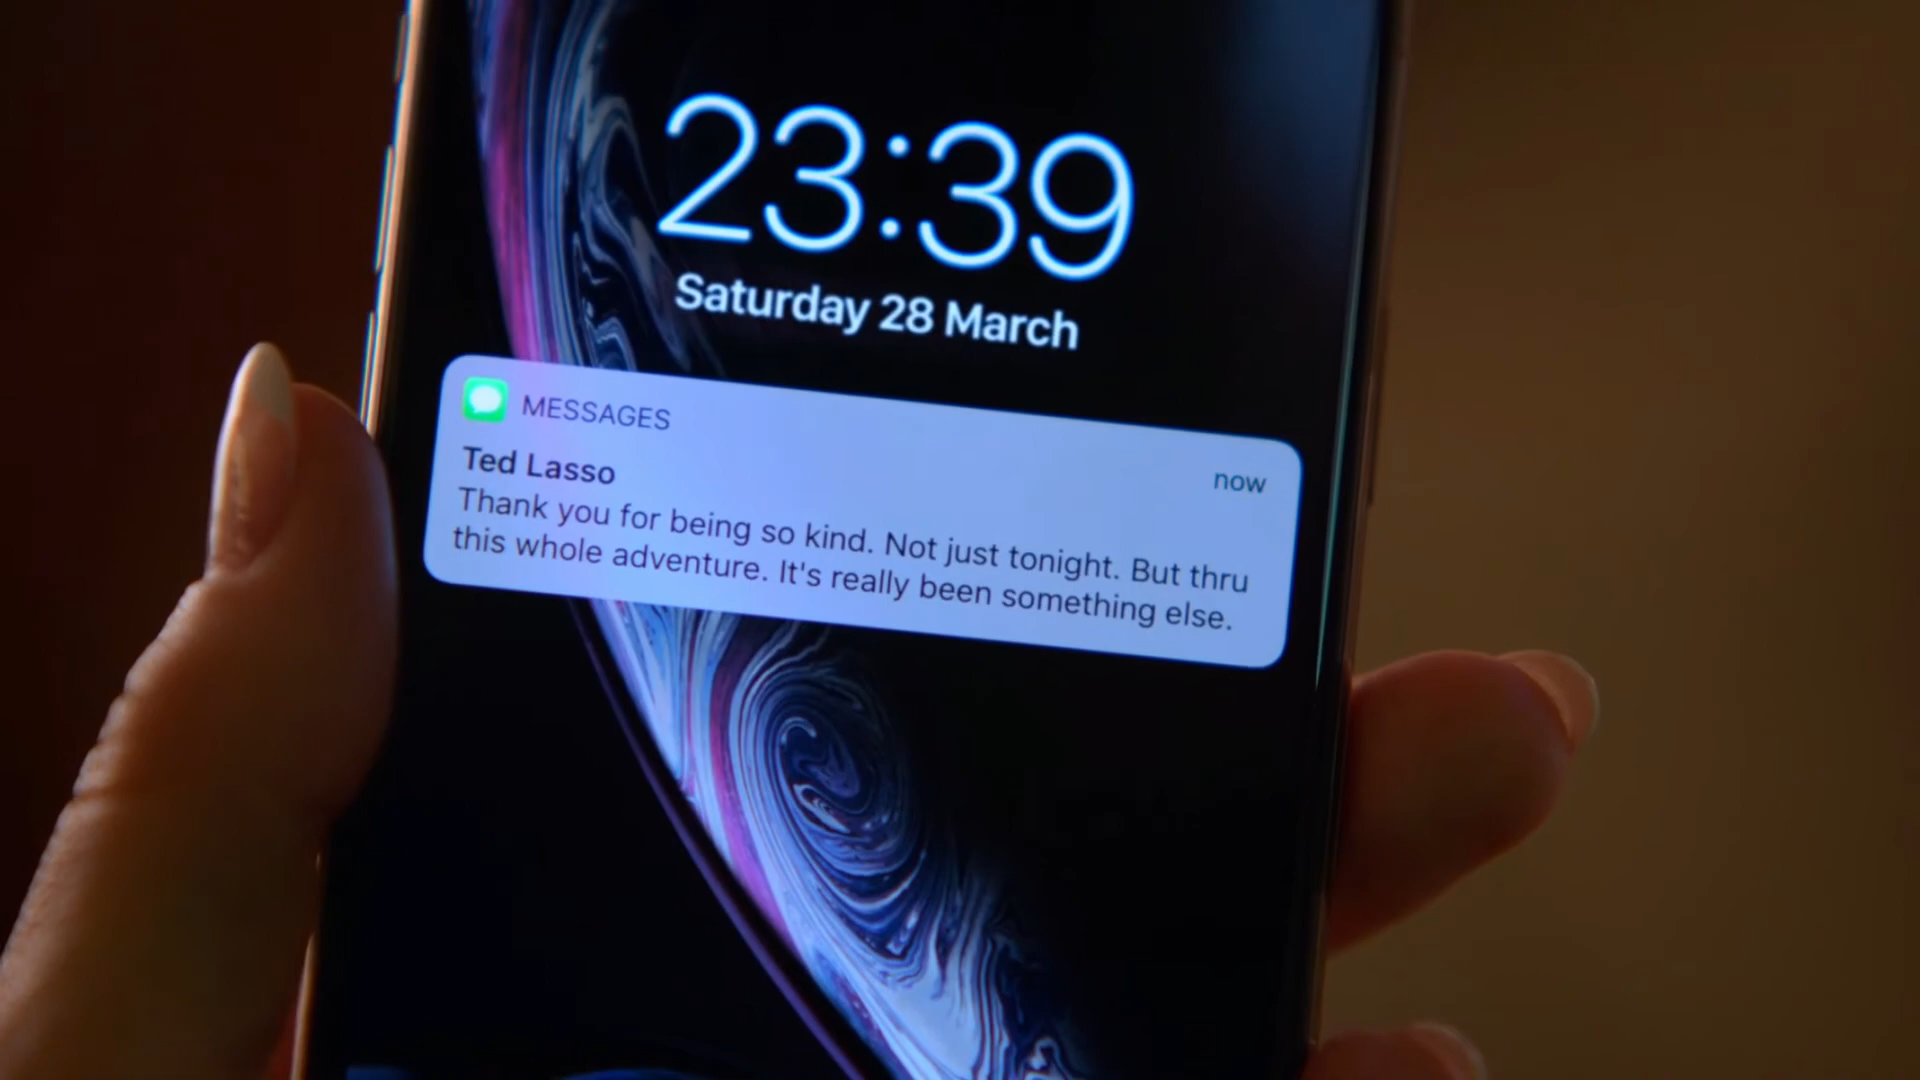 23:39
Saturday 28 March
MESSAGES
Ted Lasso
now
Thank you for being so kind. Not just tonight. But thru
this whole adventure. It's really been something else.